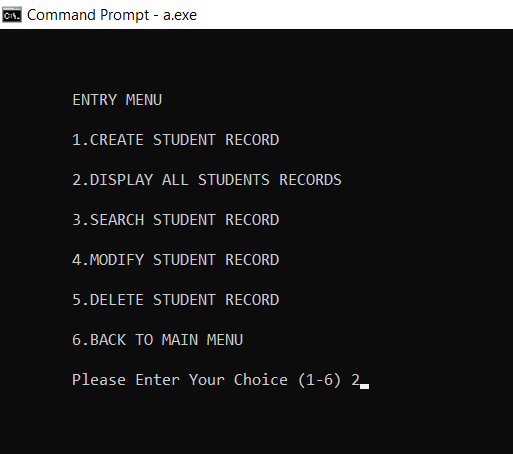 Command Prompt - a.exe
ENTRY MENU
1.CREATE STUDENT RECORD
2.DISPLAY ALL STUDENTS RECORDS
3.SEARCH STUDENT RECORD
4.MODIFY STUDENT RECORD
5.DELETE STUDENT RECORD
6.BACK TO MAIN MENU
Please Enter Your Choice (1-6) 2